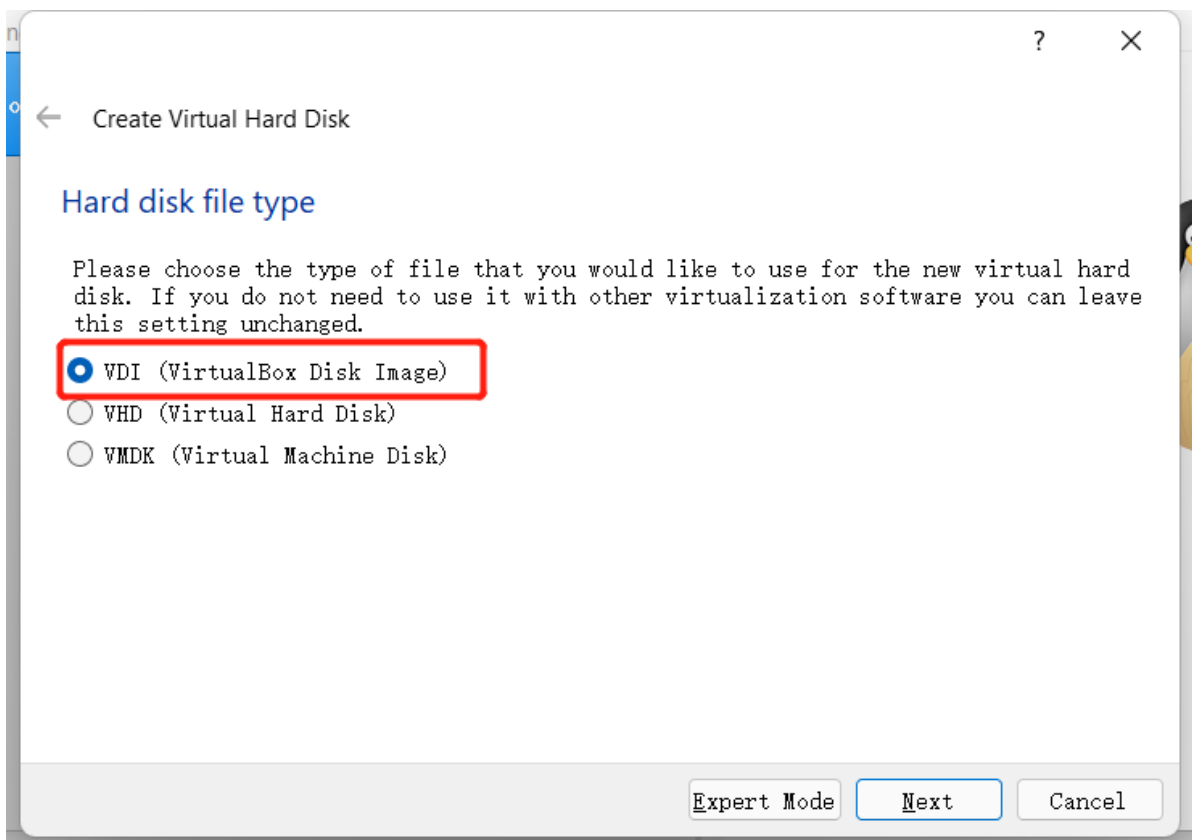 ?
Create Virtual Hard Disk
Hard disk file type
Please choose the type of file that you would like to use for the new virtual hard
disk. If you do not need to use it with other virtualization software you can leave
this setting unchanged.
VDI (VirtualBox Disk Image)
VHD (Virtual Hard Disk)
VMDK (Virtual Machine Disk)
Expert Mode
Next
Cancel